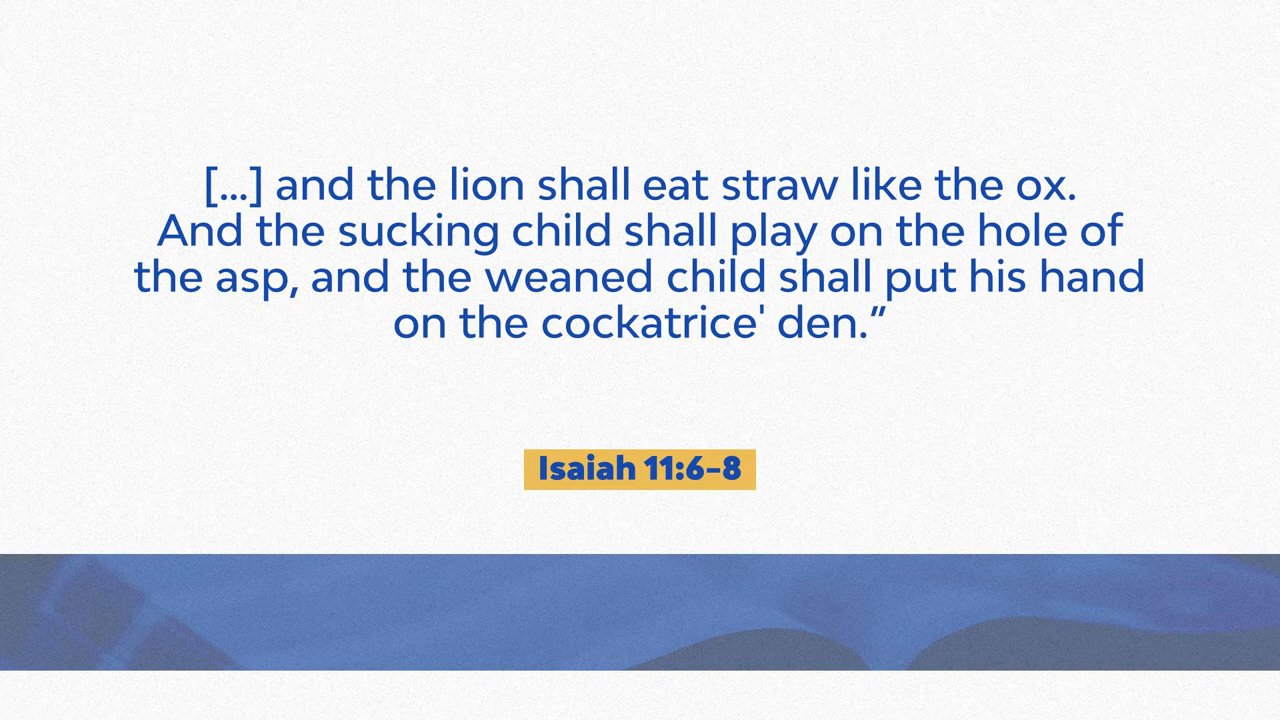 [...] and the lion shall eat straw like the ox.
And the sucking child shall play on the hole of
the asp, and the weaned child shall put his hand
on the cockatrice' den.”
Isaiah 11:6-8